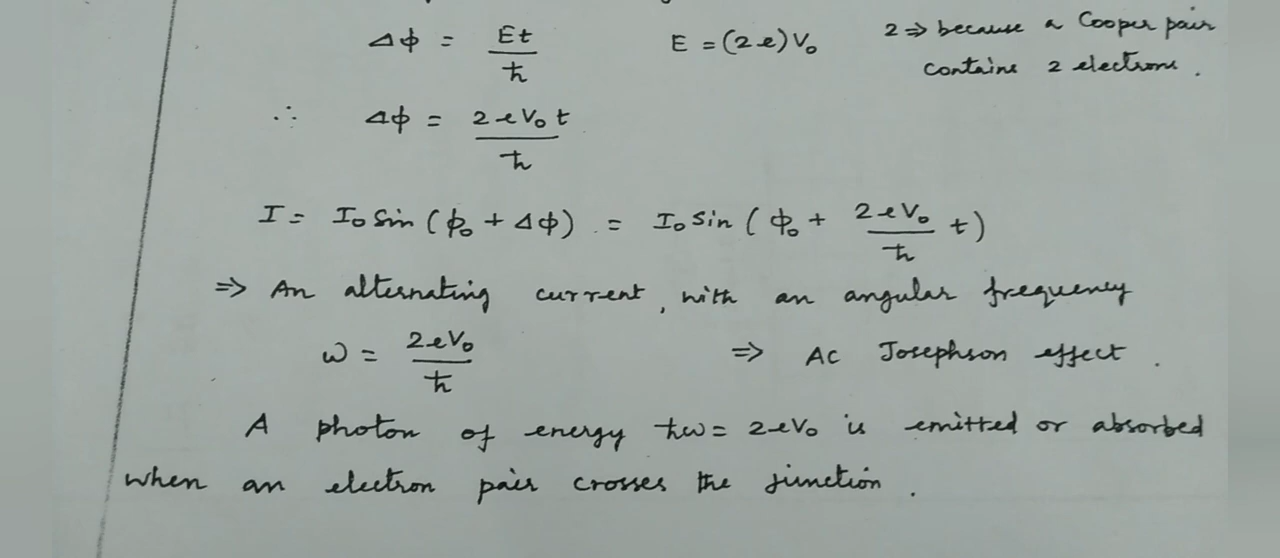 Δϕ = Et/ħ E = (2e)V₀ 2 ⇒ because a Cooper pair
contains 2 electrons.
∴ Δϕ = 2eV₀t/ħ
I = I₀ Sin (ϕ₀ + Δϕ) = I₀ Sin (ϕ₀ + 2eV₀/ħ t)
⇒ An alternating current, with an angular frequency
ω = 2eV₀/ħ ⇒ AC Josephson effect.
A photon of energy ħω = 2eV₀ is emitted or absorbed
when an electron pair crosses the junction.